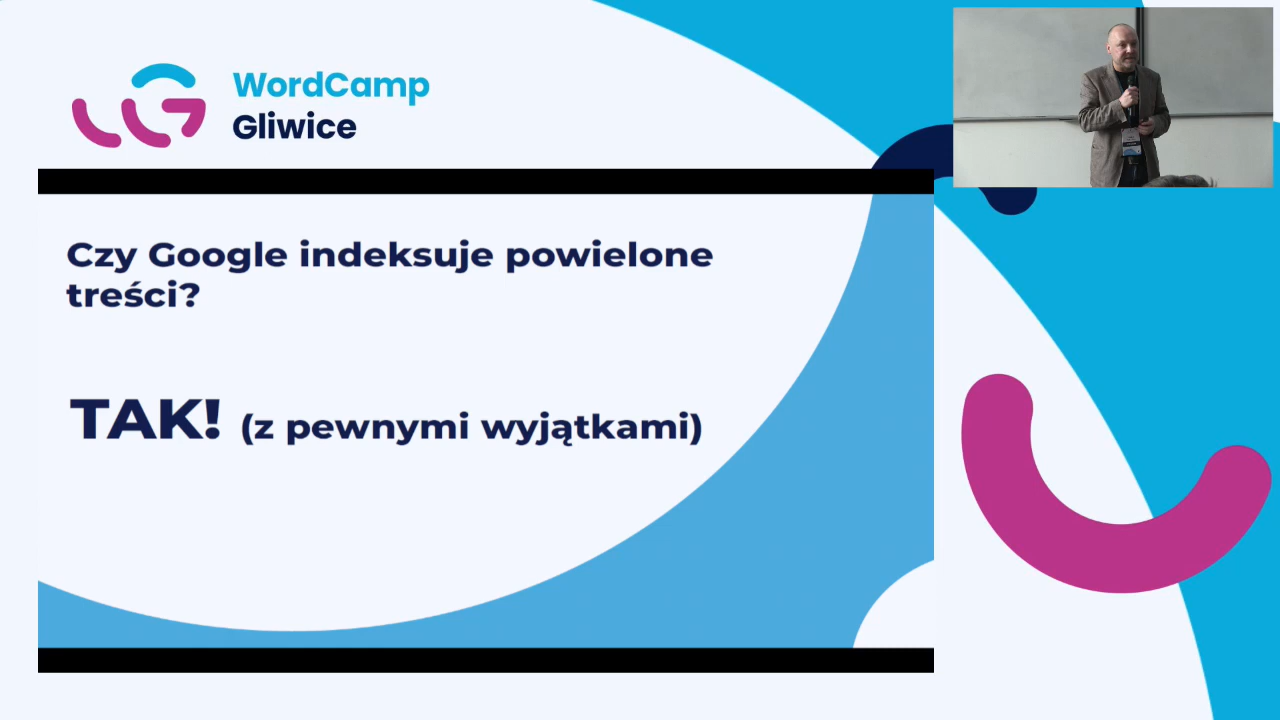 WordCamp
Gliwice
Czy Google indeksuje powielone
treści?
TAK! (z pewnymi wyjątkami)